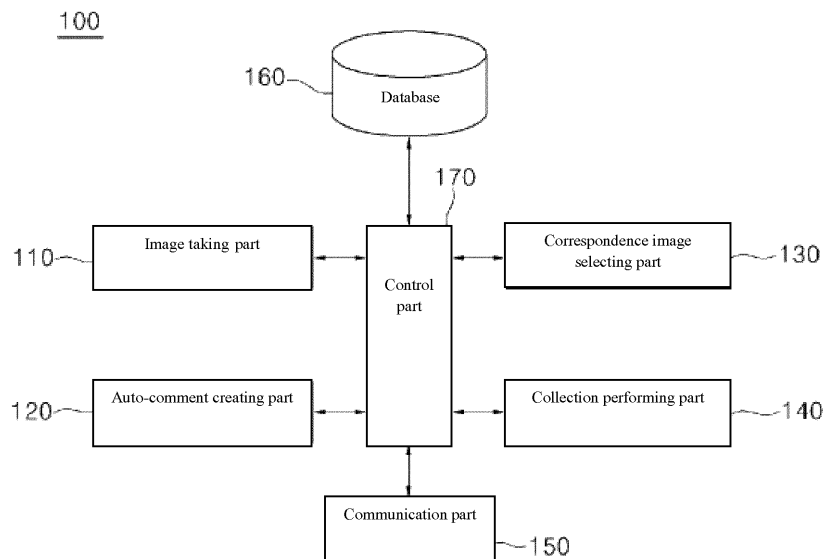 100
160
Database
170
110
Image taking part
Control
part
Correspondence image
selecting part
130
120
Auto-comment creating part
Collection performing part
140
Communication part
150